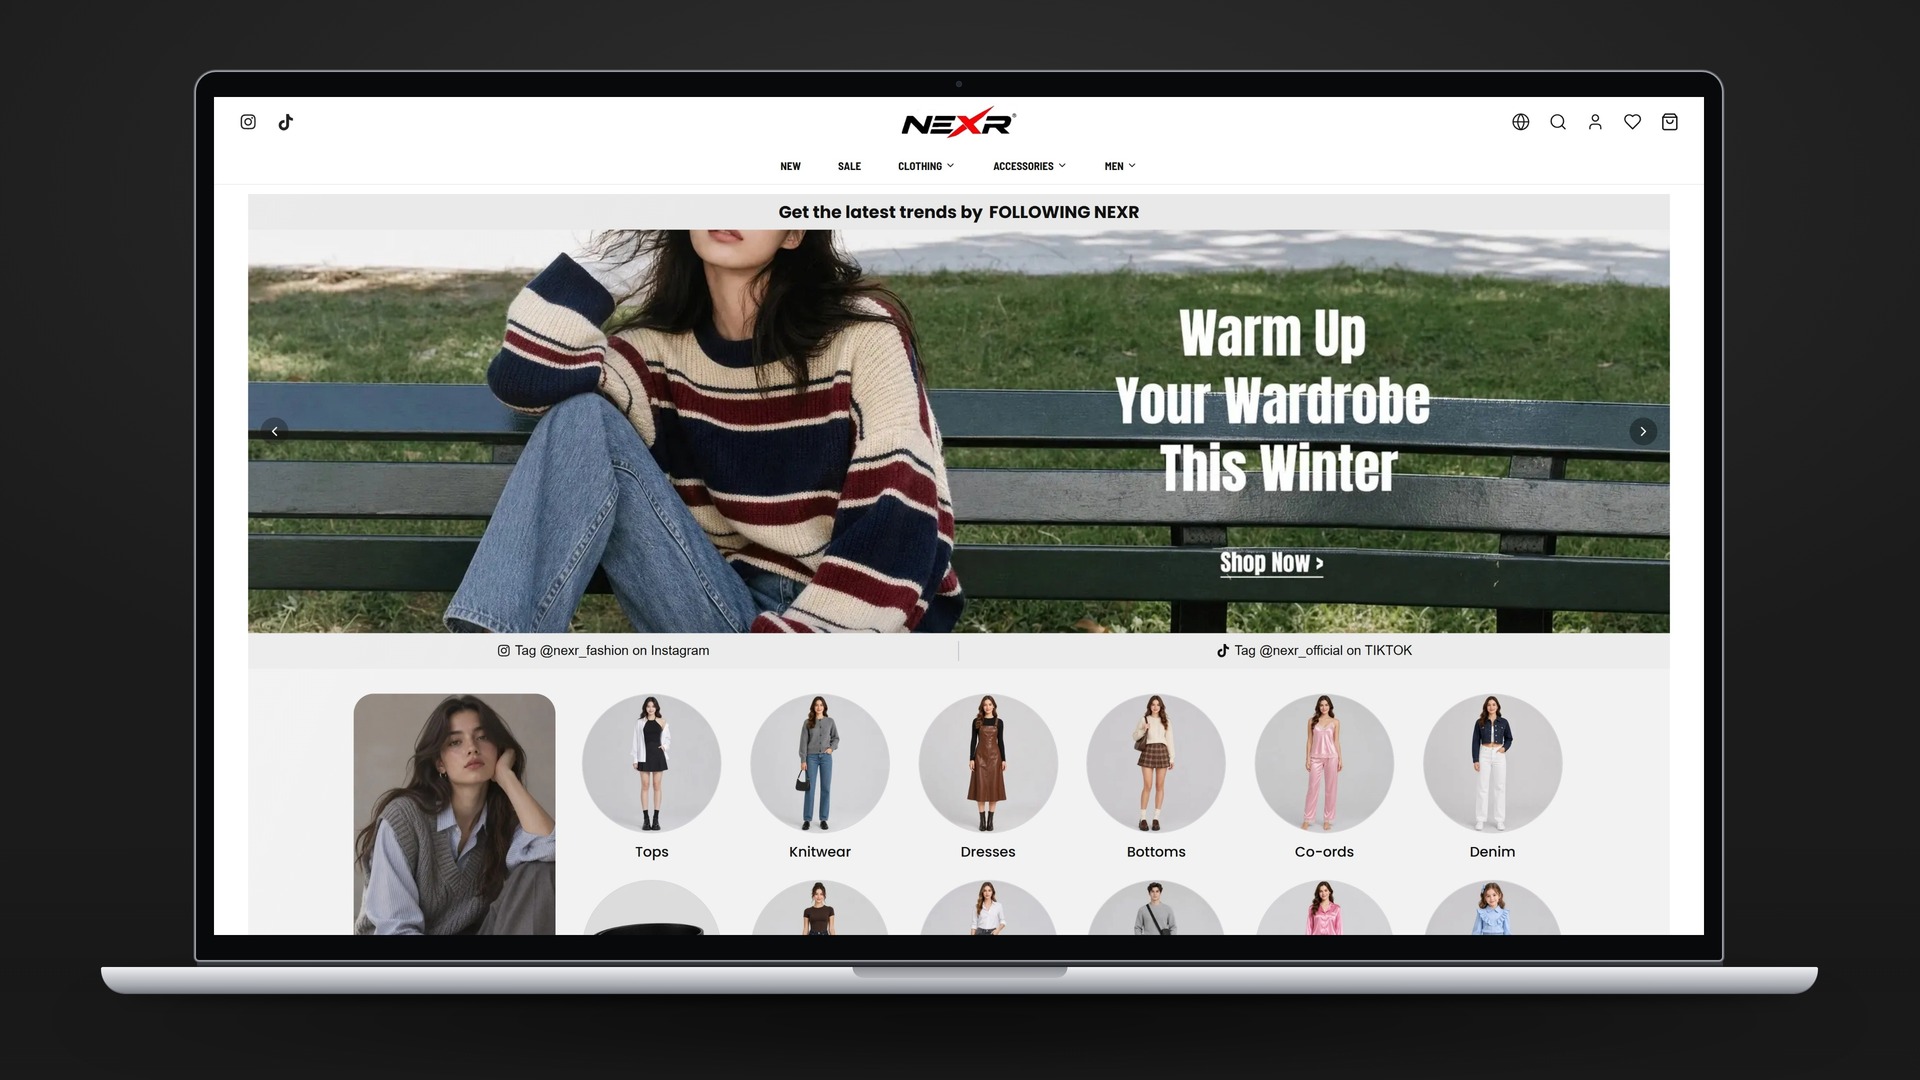 NEXR®
NEW SALE CLOTHING ACCESSORIES MEN
Get the latest trends by FOLLOWING NEXR
Warm Up
Your Wardrobe
This Winter
Shop Now >
Tag @nexr_fashion on Instagram
Tag @nexr_official on TIKTOK
Tops Knitwear Dresses Bottoms Co-ords Denim